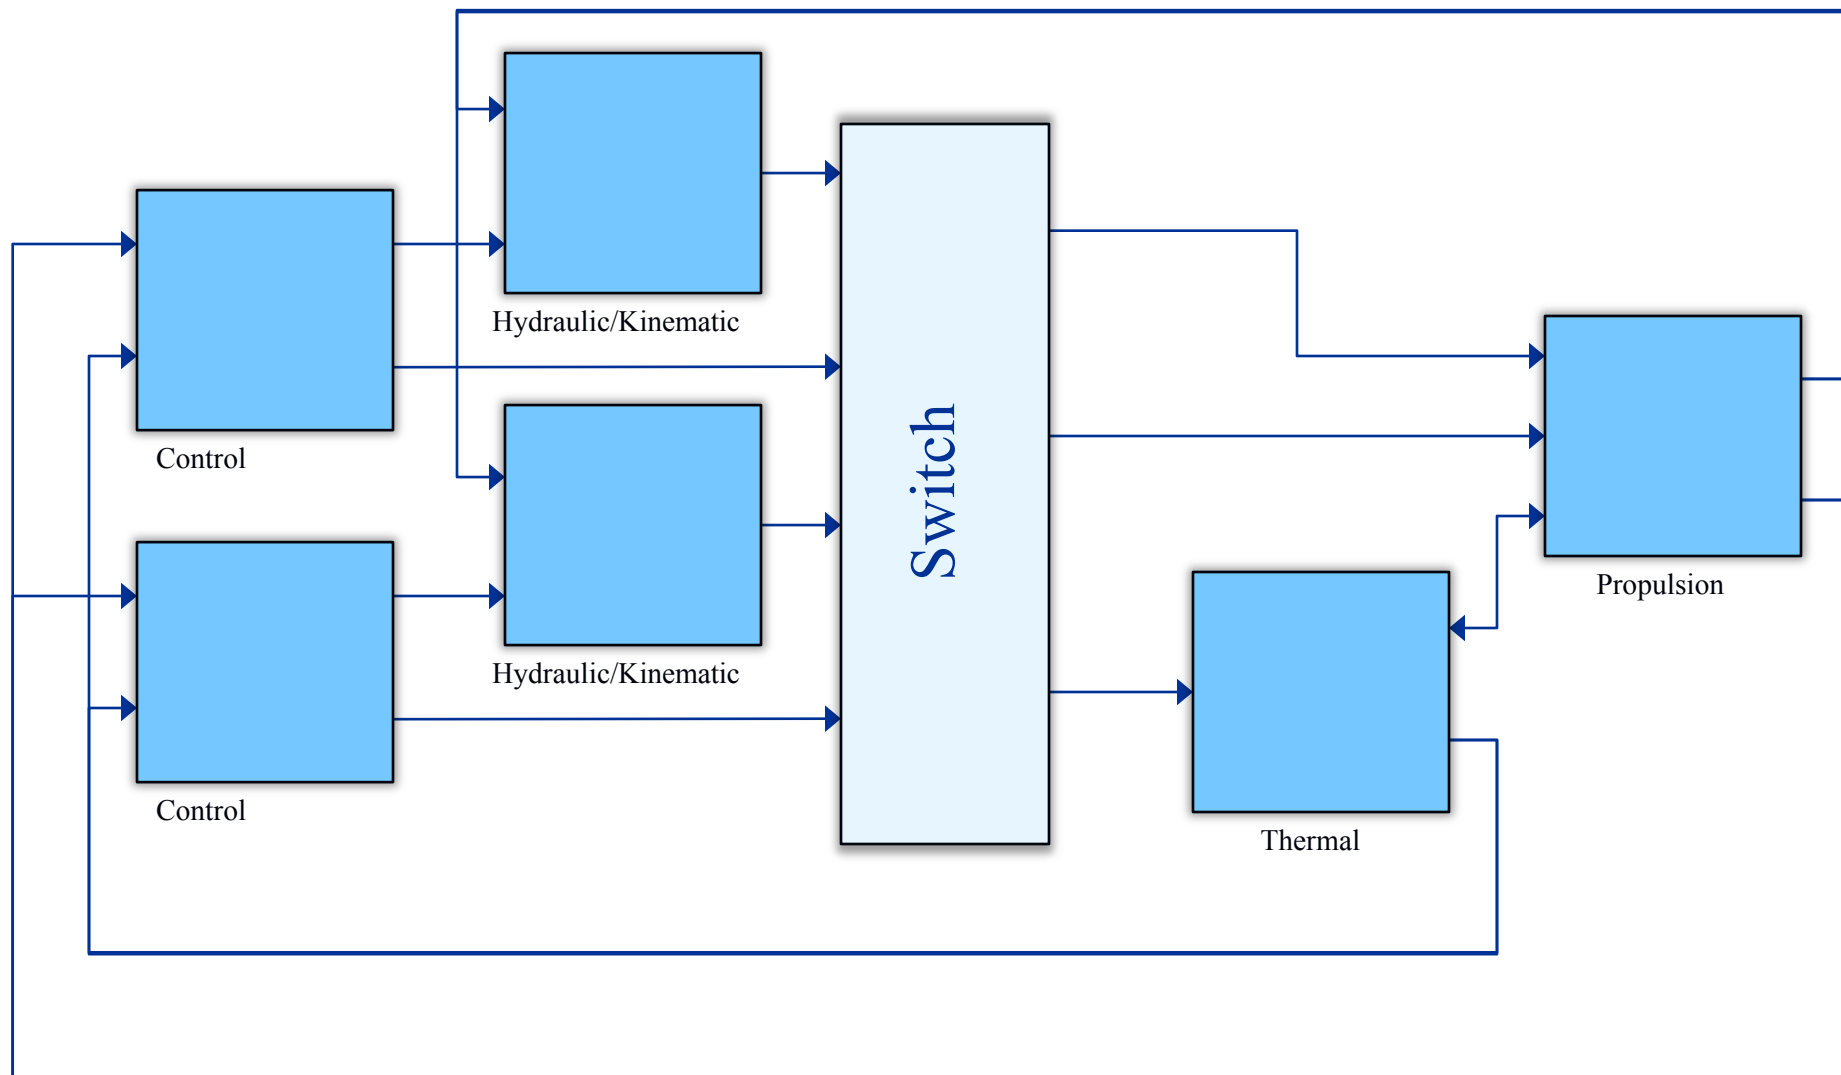 Hydraulic/Kinematic
Control
Switch
Hydraulic/Kinematic
Control
Propulsion
Thermal